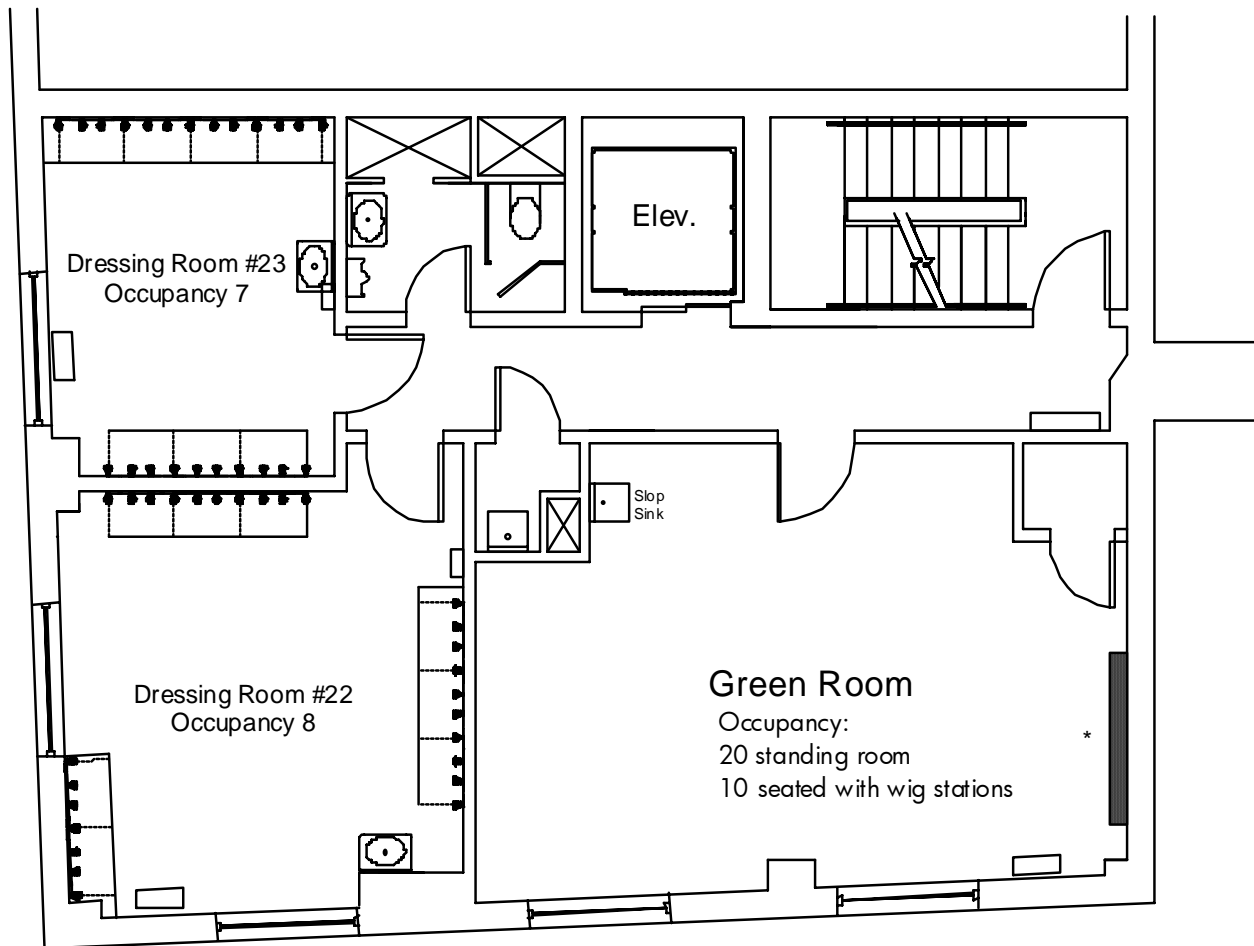 Elev.
Dressing Room #23
Occupancy 7
Slop
Sink
Dressing Room #22
Occupancy 8
Green Room
Occupancy:
20 standing room
10 seated with wig stations
*